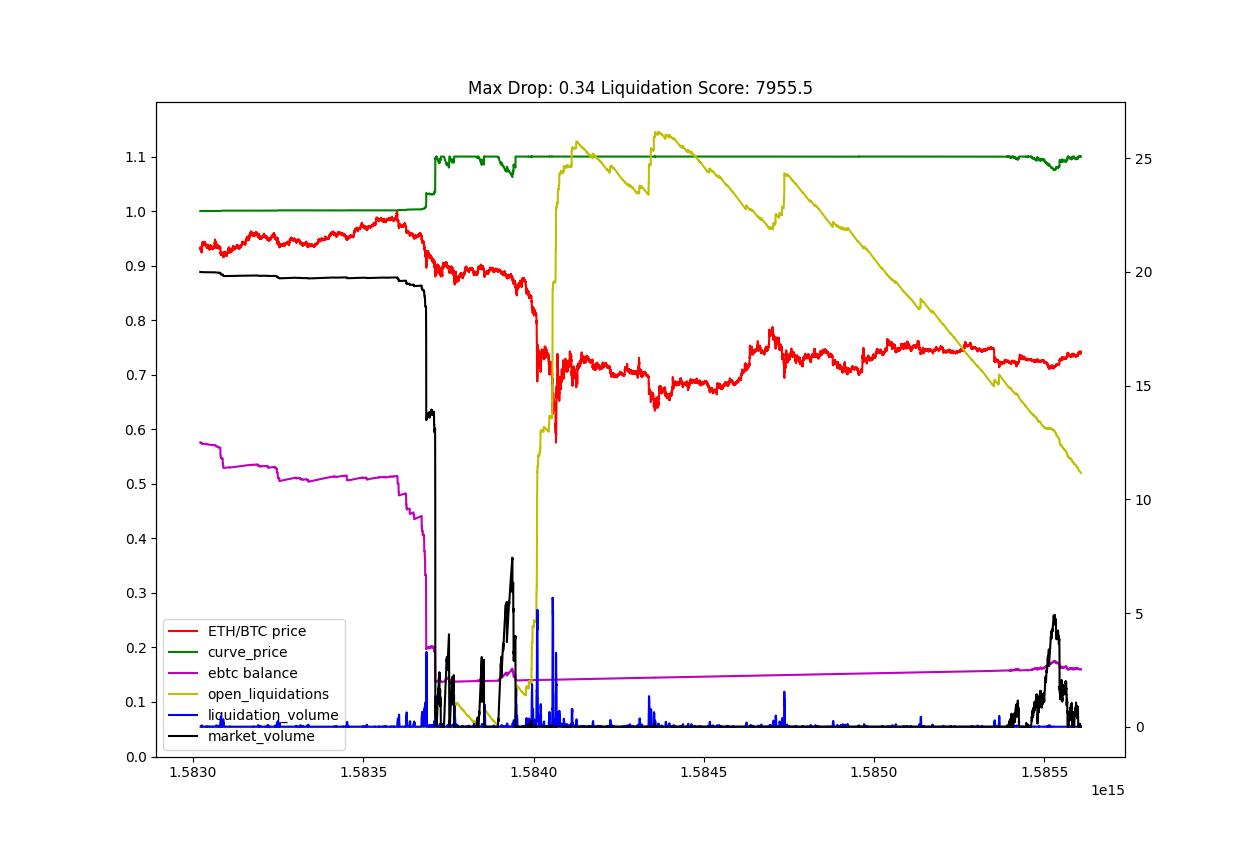 Max Drop: 0.34 Liquidation Score: 7955.5
1.1
1.0
0.9
0.8
0.7
0.6
0.5
0.4
0.3
0.2
0.1
0.0
25
20
15
10
5
0
ETH/BTC price
curve_price
ebtc balance
open_liquidations
liquidation_volume
market_volume
1.5830 1.5835 1.5840 1.5845 1.5850 1.5855
1e15